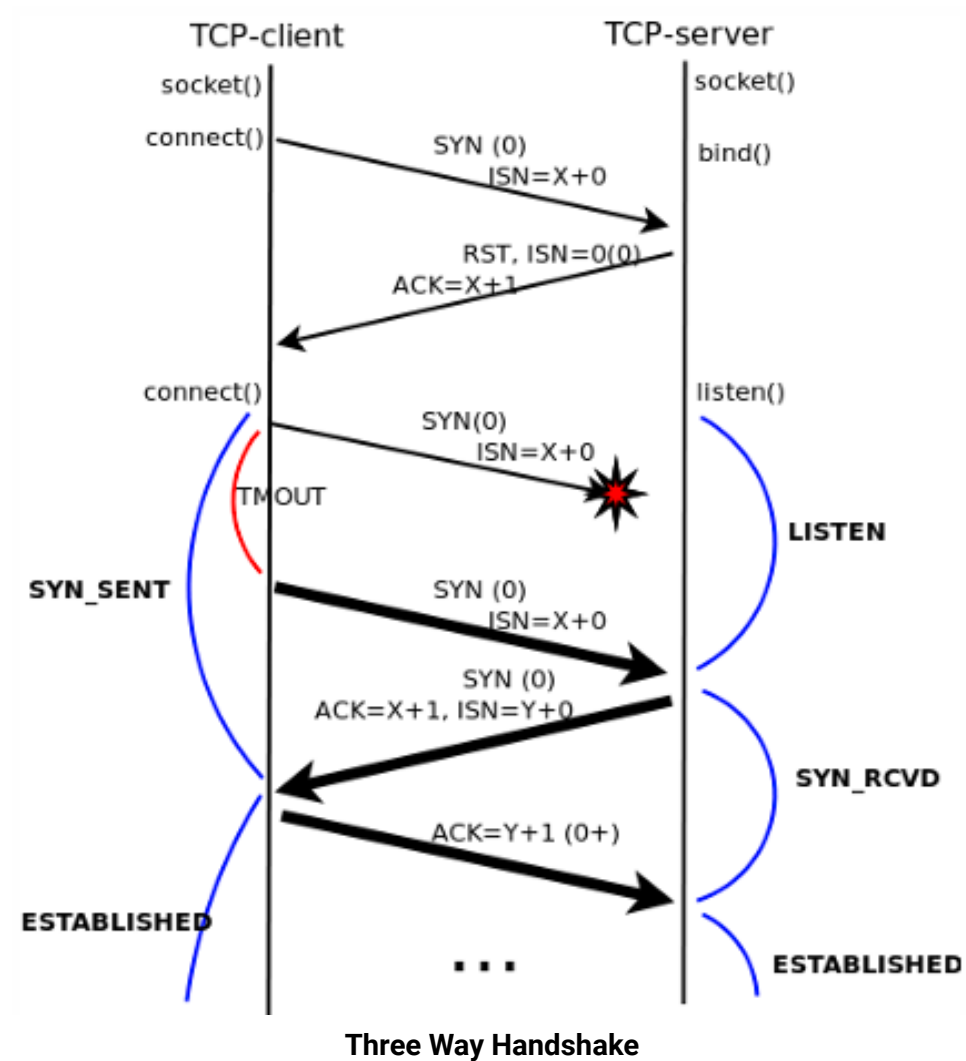 TCP-client
TCP-server
socket()
socket()
connect()
SYN (0)
ISN=X+0
bind()
RST, ISN=0(0)
ACK=X+1
connect()
listen()
SYN(0)
ISN=X+0
TMOUT
LISTEN
SYN_SENT
SYN (0)
ISN=X+0
SYN (0)
ACK=X+1, ISN=Y+0
SYN_RCVD
ACK=Y+1 (0+)
ESTABLISHED
...
ESTABLISHED
Three Way Handshake